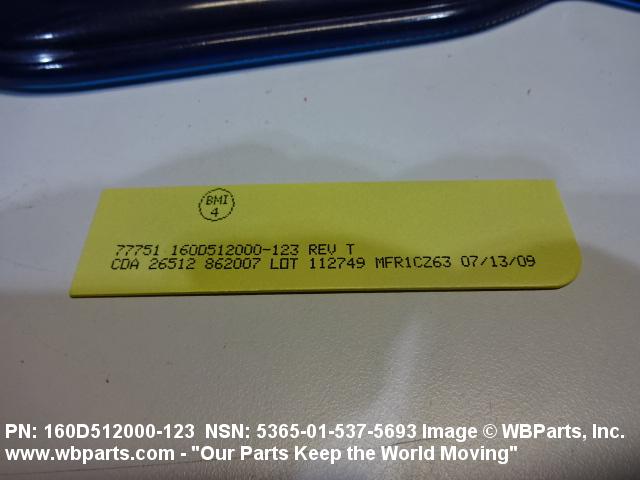 BMI
4
77751 160D512000-123 REV T
CDA 26512 862007 LOT 112749 MFR1CZ63 07/13/09
PN: 160D512000-123 NSN: 5365-01-537-5693 Image © WBParts, Inc.
www.wbparts.com - "Our Parts Keep the World Moving"